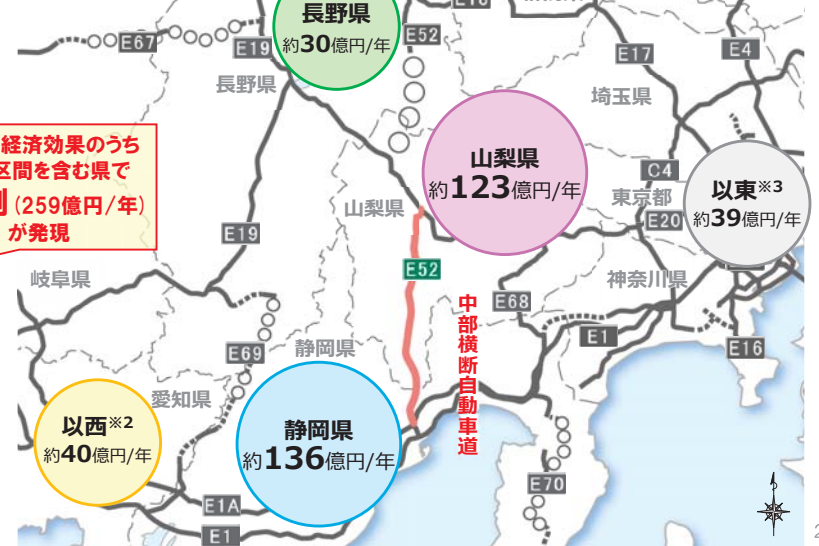 長野県
約30億円/年
E67
E19
E52
E17
E4
長野県
埼玉県
経済効果のうち
区間を含む県で
(259億円/年)
が発現
山梨県
約123億円/年
C4
東京都
以東※3
約39億円/年
山梨県
E20
E19
E52
岐阜県
神奈川県
E68
中部横断自動車道
E1
E69
静岡県
E16
愛知県
以西※2
約40億円/年
静岡県
約136億円/年
E70
E1A
E1